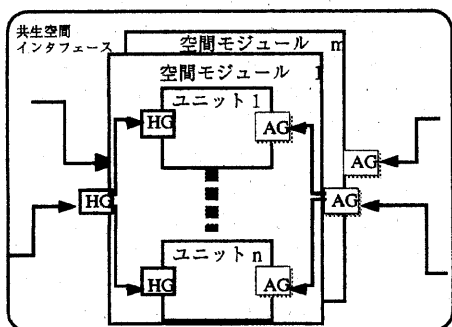 共生空間
インタフェース
空間モジュール m
空間モジュール 1
ユニット1
HG
AG
AG
HG
AG
ユニットn
HG
AG